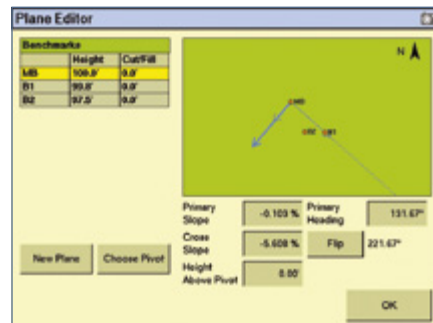 Plane Editor
Benchmarks
Height Cut/Fill
MB 100.0' 0.0'
B1 99.8' 0.0'
B2 97.5' 0.0'
N
MB
B2 B1
Primary Slope -0.103 % Primary Heading 131.67°
Cross Slope -5.608 % Flip 221.67°
Height Above Pivot 0.00'
New Plane Choose Pivot
OK